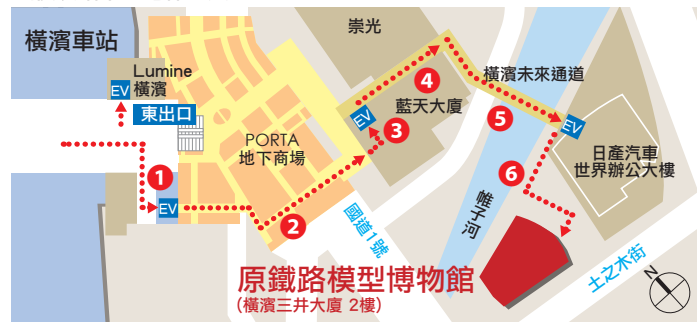 崇光
橫濱車站
Lumine
橫濱
EV
東出口
4
橫濱未來通道
藍天大廈
EV
3
5
EV
PORTA
地下商場
日產汽車
世界辦公大樓
1
6
EV
2
帷子河
國道1號
土之木街
原鐵路模型博物館
(橫濱三井大廈 2樓)
N